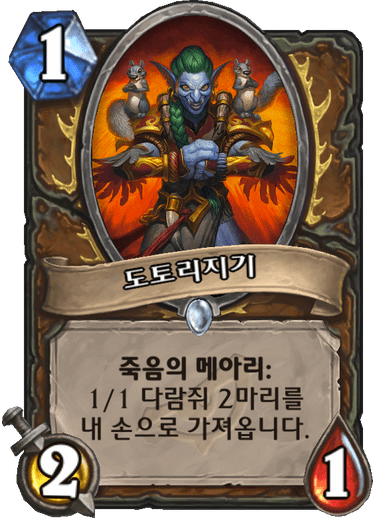 1
도토리지기
죽음의 메아리:
1/1 다람쥐 2마리를
내 손으로 가져옵니다.
2
1